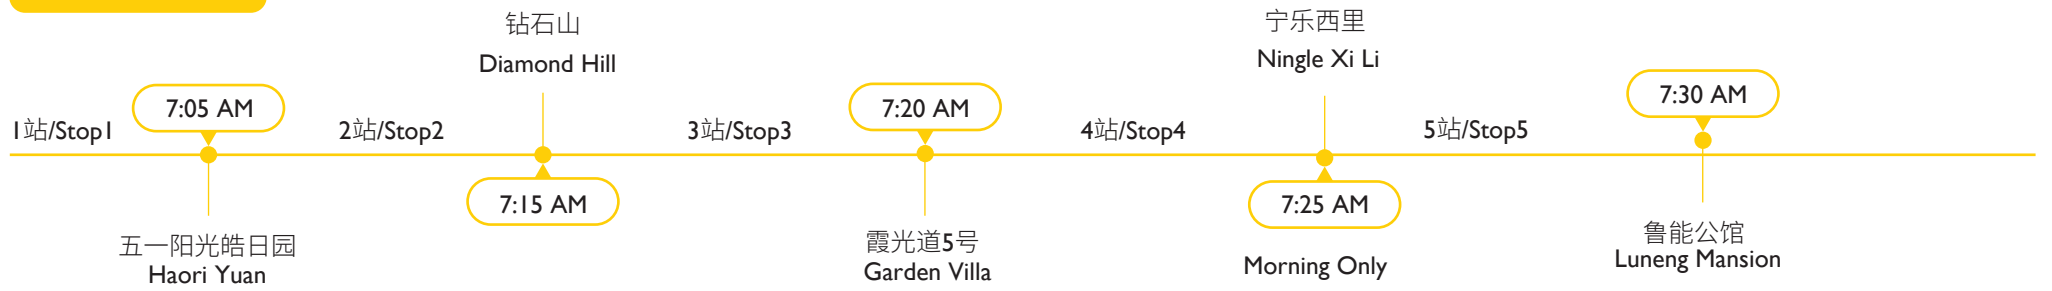 1站/Stop1
7:05 AM
五一阳光皓日园
Haori Yuan
2站/Stop2
钻石山
Diamond Hill
7:15 AM
3站/Stop3
7:20 AM
霞光道5号
Garden Villa
4站/Stop4
宁乐西里
Ningle Xi Li
7:25 AM
Morning Only
5站/Stop5
7:30 AM
鲁能公馆
Luneng Mansion